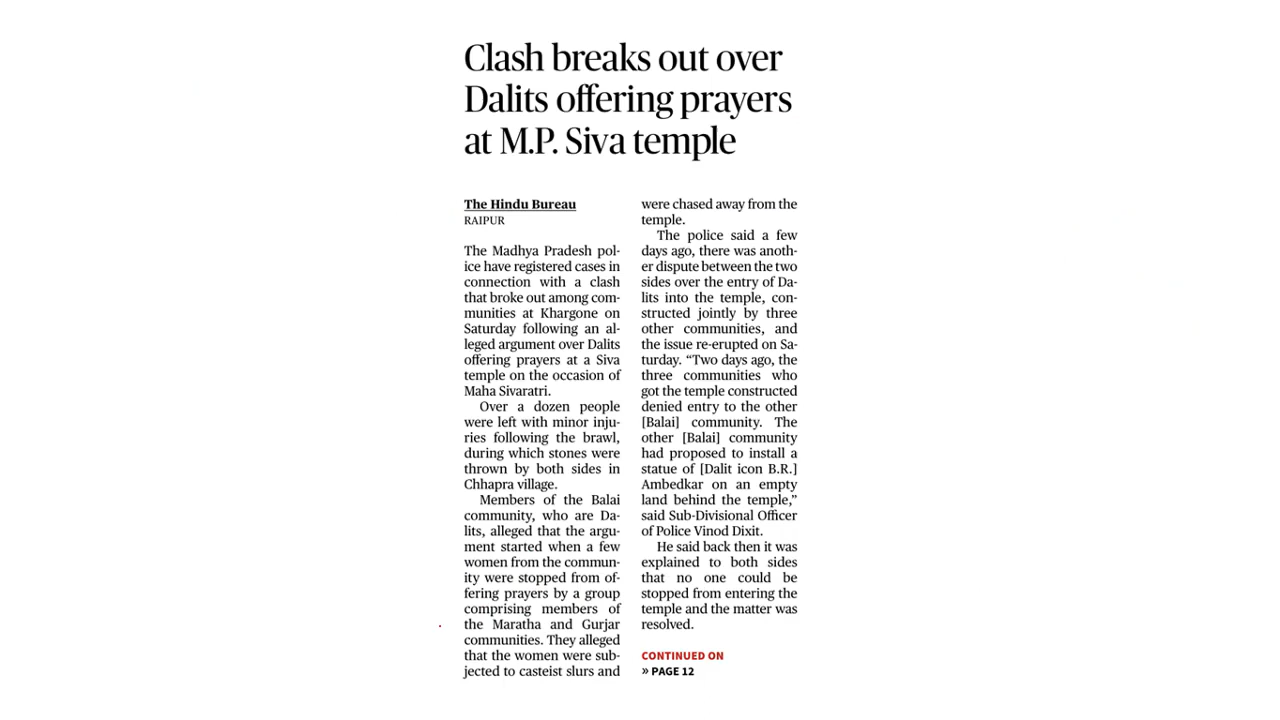 Clash breaks out over
Dalits offering prayers
at M.P. Siva temple
The Hindu Bureau
RAIPUR
The Madhya Pradesh pol-
ice have registered cases in
connection with a clash
that broke out among com-
munities at Khargone on
Saturday following an al-
leged argument over Dalits
offering prayers at a Siva
temple on the occasion of
Maha Sivaratri.
Over a dozen people
were left with minor inju-
ries following the brawl,
during which stones were
thrown by both sides in
Chhapra village.
Members of the Balai
community, who are Da-
lits, alleged that the argu-
ment started when a few
women from the commun-
ity were stopped from of-
fering prayers by a group
comprising members of
the Maratha and Gurjar
communities. They alleged
that the women were sub-
jected to casteist slurs and
were chased away from the
temple.
The police said a few
days ago, there was anoth-
er dispute between the two
sides over the entry of Da-
lits into the temple, con-
structed jointly by three
other communities, and
the issue re-erupted on Sa-
turday. “Two days ago, the
three communities who
got the temple constructed
denied entry to the other
[Balai] community. The
other [Balai] community
had proposed to install a
statue of [Dalit icon B.R.]
Ambedkar on an empty
land behind the temple,”
said Sub-Divisional Officer
of Police Vinod Dixit.
He said back then it was
explained to both sides
that no one could be
stopped from entering the
temple and the matter was
resolved.
CONTINUED ON
» PAGE 12